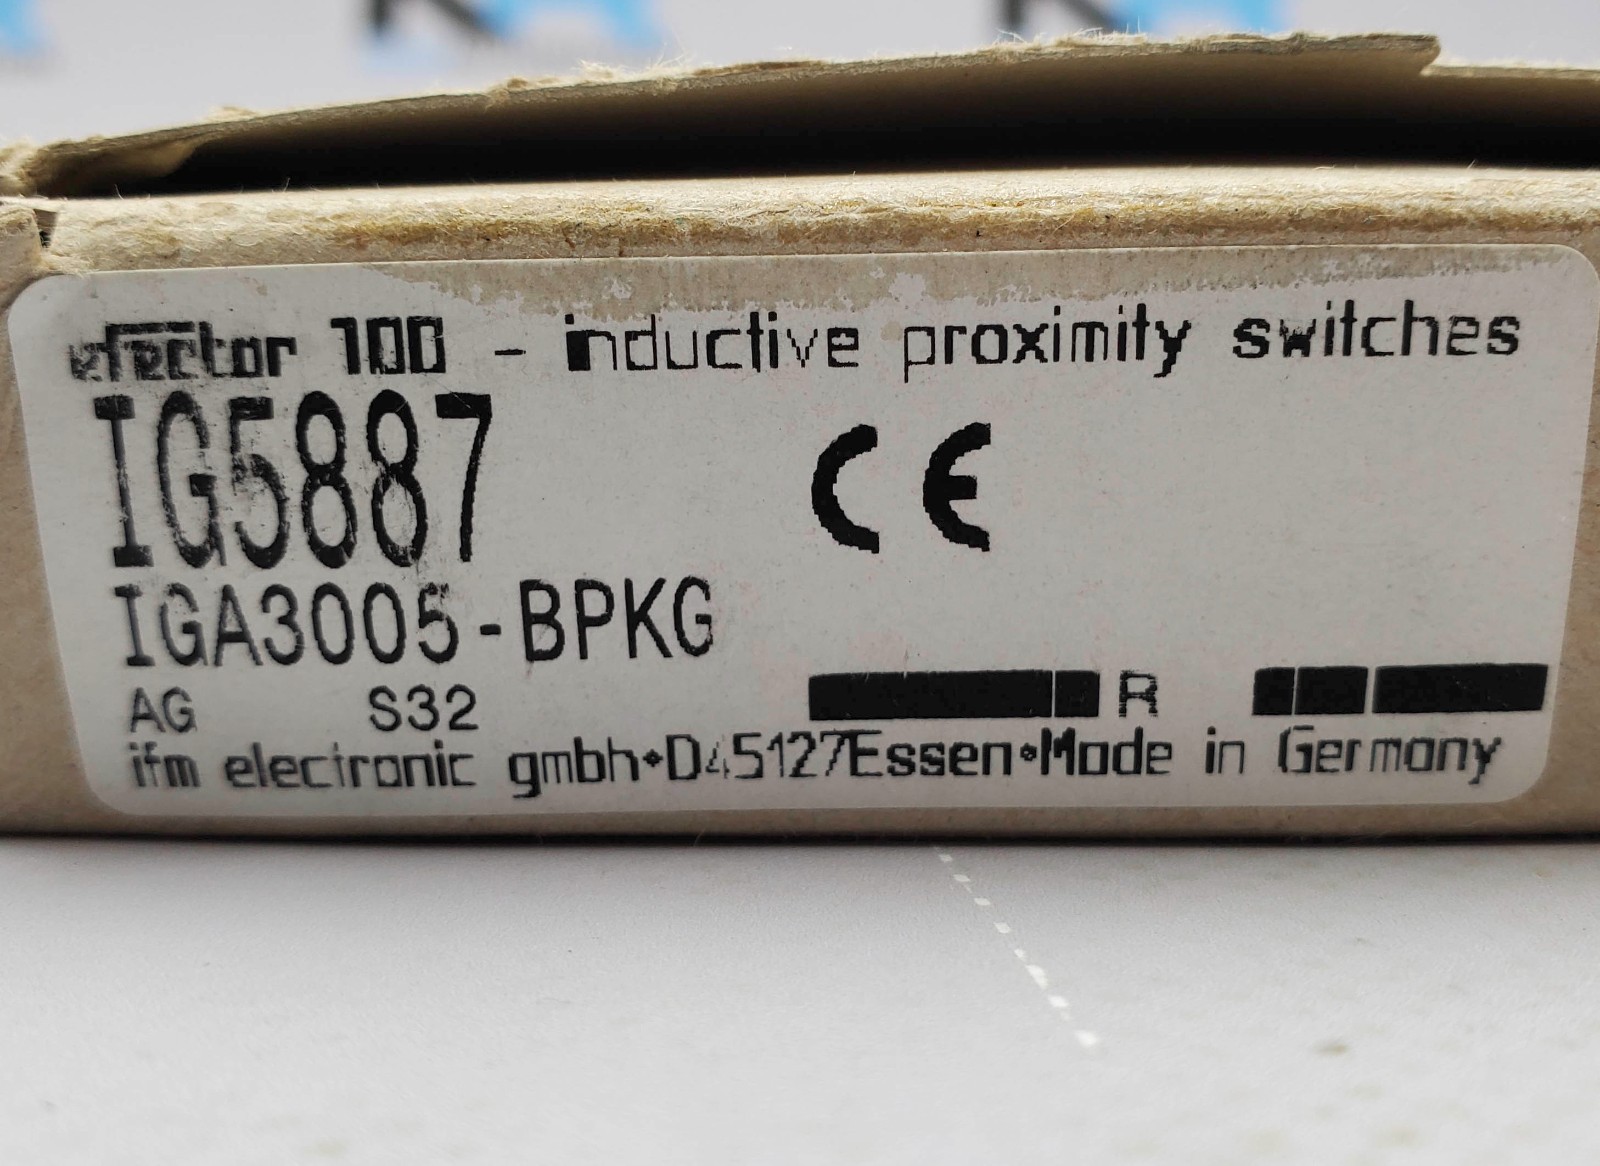 efector 100 - inductive proximity switches
IG5887
CE
IGA3005-BPKG
AG S32 R
ifm electronic gmbh•D45127Essen•Made in Germany